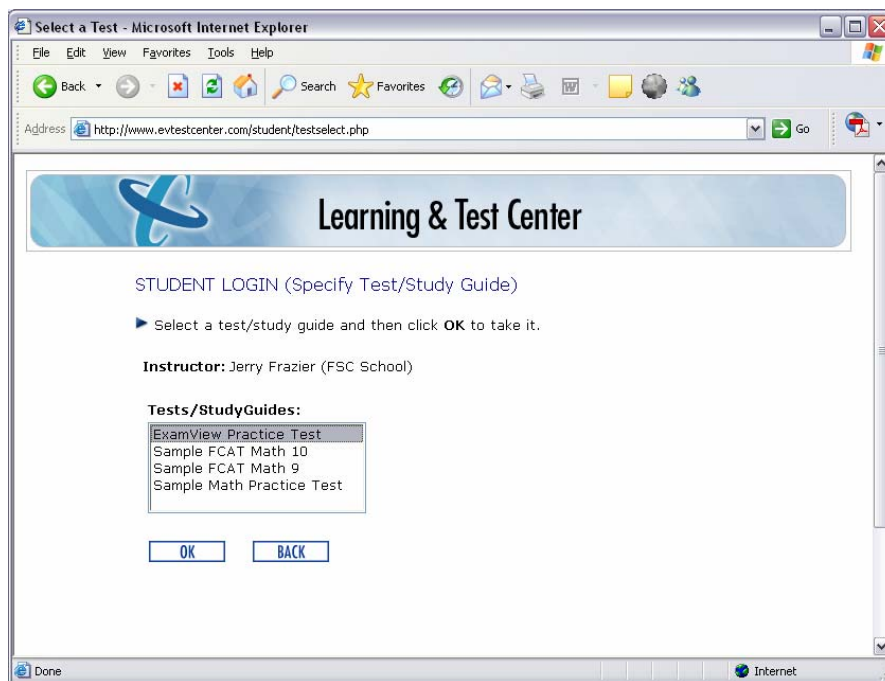 Select a Test - Microsoft Internet Explorer
File Edit View Favorites Tools Help
Back Search Favorites
Address http://www.evtestcenter.com/student/testselect.php Go
Learning & Test Center
STUDENT LOGIN (Specify Test/Study Guide)
Select a test/study guide and then click OK to take it.
Instructor: Jerry Frazier (FSC School)
Tests/StudyGuides:
ExamView Practice Test
Sample FCAT Math 10
Sample FCAT Math 9
Sample Math Practice Test
OK BACK
Done Internet